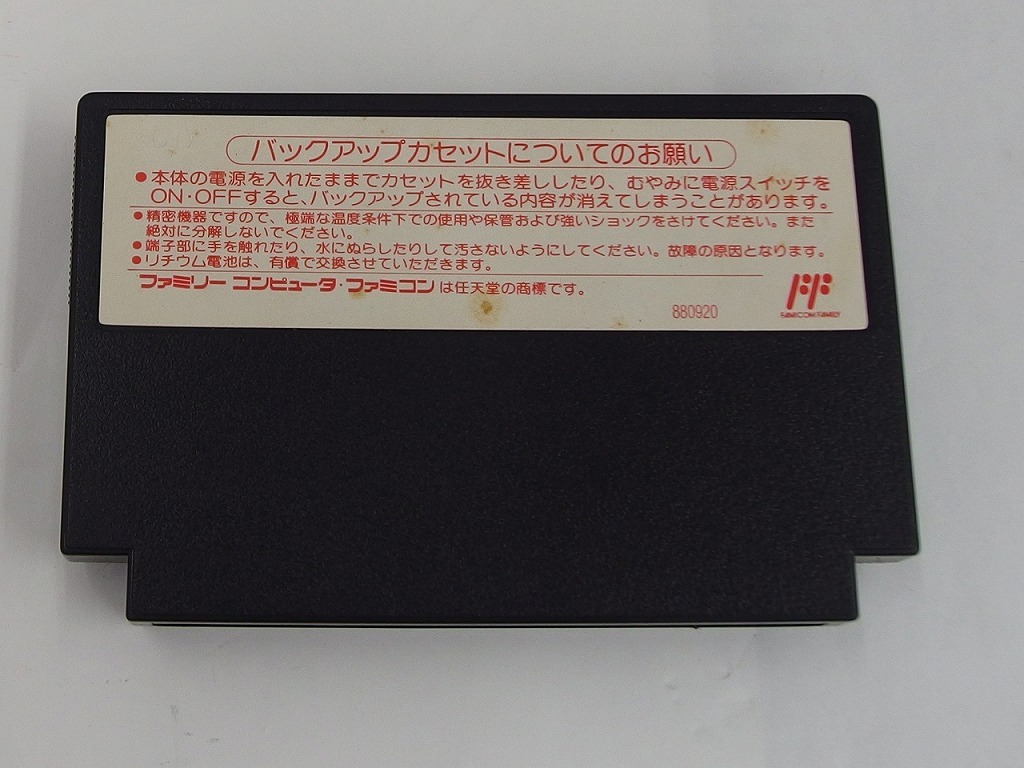 バックアップカセットについてのお願い
●本体の電源を入れたままでカセットを抜き差ししたり、むやみに電源スイッチを
ON・OFFすると、バックアップされている内容が消えてしまうことがあります。
●精密機器ですので、極端な温度条件下での使用や保管および強いショックをさけてください。また
絶対に分解しないでください。
●端子部に手を触れたり、水にぬらしたりして汚さないようにしてください。故障の原因となります。
●リチウム電池は、有償で交換させていただきます。
ファミリーコンピュータ・ファミコンは任天堂の商標です。
880920
FAMICOM FAMILY